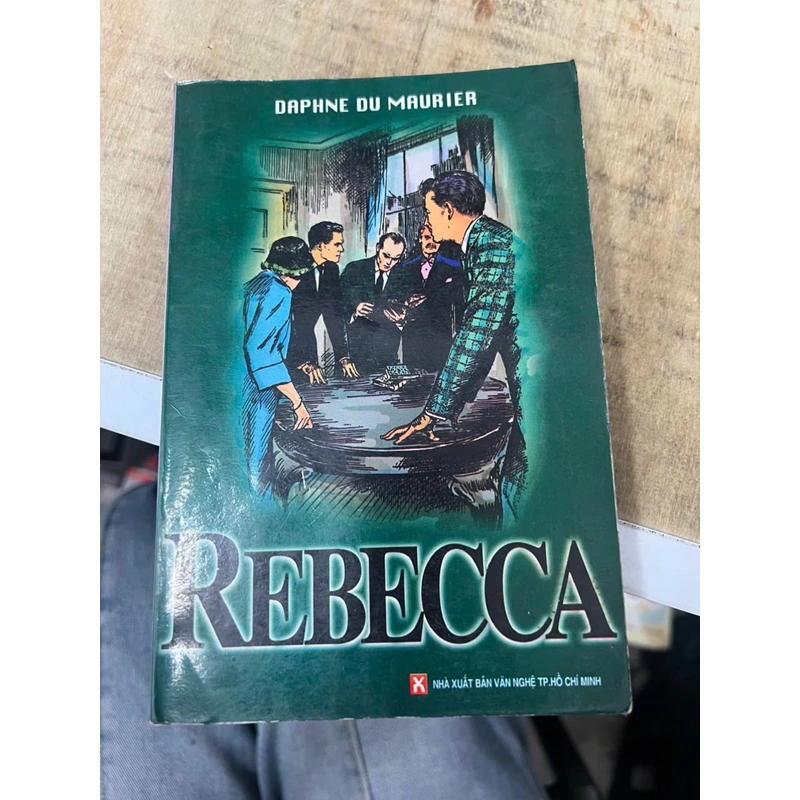 DAPHNE DU MAURIER
REBECCA
NHÀ XUẤT BẢN VĂN NGHỆ TP.HỒ CHÍ MINH